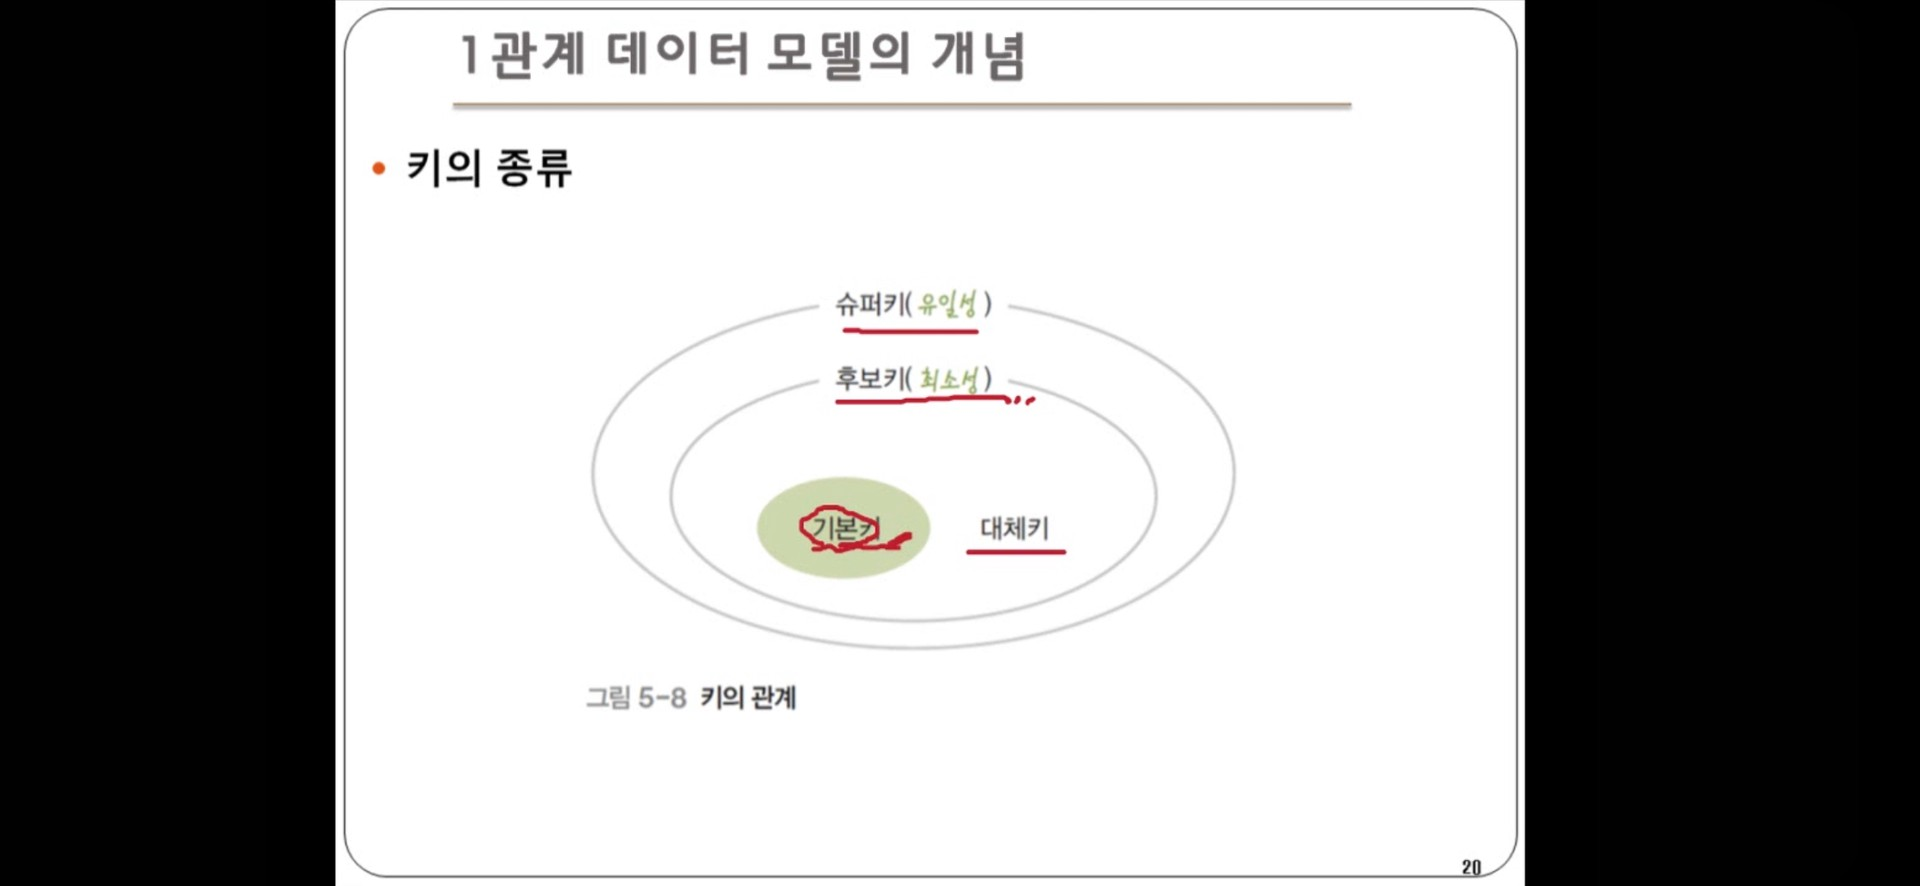 1관계 데이터 모델의 개념
• 키의 종류
슈퍼키( 유일성 )
후보키( 최소성 )
기본키 대체키
그림 5-8 키의 관계
20